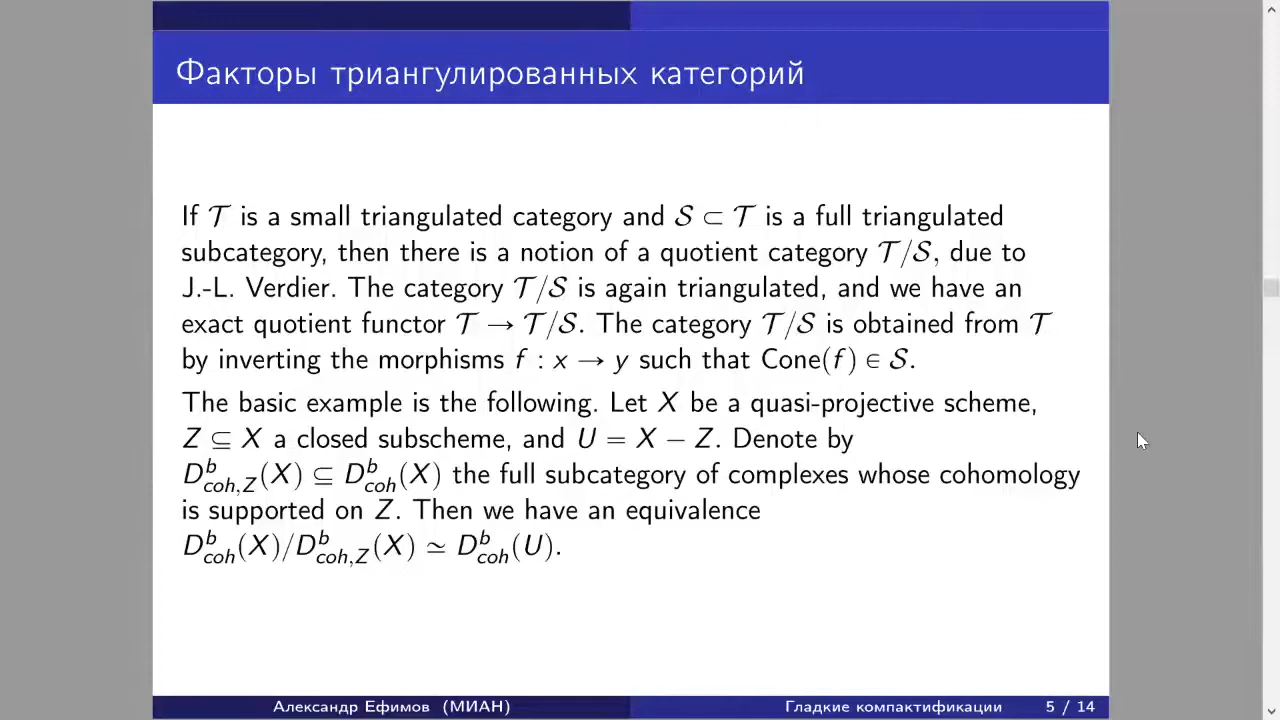 Факторы триангулированных категорий
If 𝒯 is a small triangulated category and 𝒮 ⊂ 𝒯 is a full triangulated
subcategory, then there is a notion of a quotient category 𝒯/𝒮, due to
J.-L. Verdier. The category 𝒯/𝒮 is again triangulated, and we have an
exact quotient functor 𝒯 → 𝒯/𝒮. The category 𝒯/𝒮 is obtained from 𝒯
by inverting the morphisms f : x → y such that Cone(f) ∈ 𝒮.
The basic example is the following. Let X be a quasi-projective scheme,
Z ⊆ X a closed subscheme, and U = X − Z. Denote by
D^b_{coh,Z}(X) ⊆ D^b_{coh}(X) the full subcategory of complexes whose cohomology
is supported on Z. Then we have an equivalence
D^b_{coh}(X)/D^b_{coh,Z}(X) ≃ D^b_{coh}(U).
Александр Ефимов (МИАН) Гладкие компактификации 5 / 14